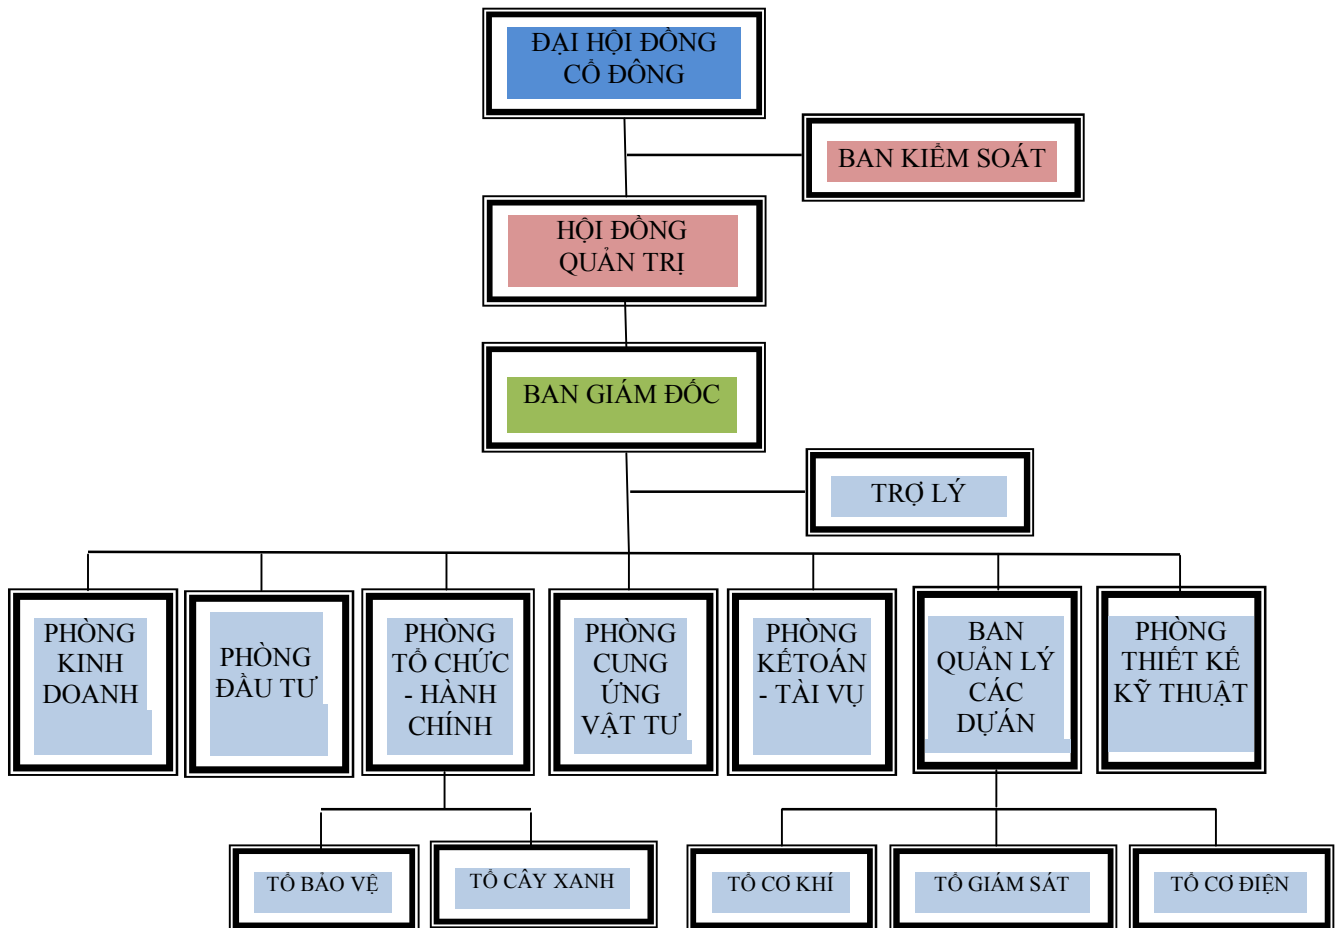 ĐẠI HỘI ĐỒNG
CỔ ĐÔNG
BAN KIỂM SOÁT
HỘI ĐỒNG
QUẢN TRỊ
BAN GIÁM ĐỐC
TRỢ LÝ
PHÒNG
KINH
DOANH
PHÒNG
ĐẦU TƯ
PHÒNG
TỔ CHỨC
- HÀNH
CHÍNH
PHÒNG
CUNG
ỨNG
VẬT TƯ
PHÒNG
KẾTOÁN
- TÀI VỤ
BAN
QUẢN LÝ
CÁC
DỰÁN
PHÒNG
THIẾT KẾ
KỸ THUẬT
TỔ BẢO VỆ
TỔ CÂY XANH
TỔ CƠ KHÍ
TỔ GIÁM SÁT
TỔ CƠ ĐIỆN